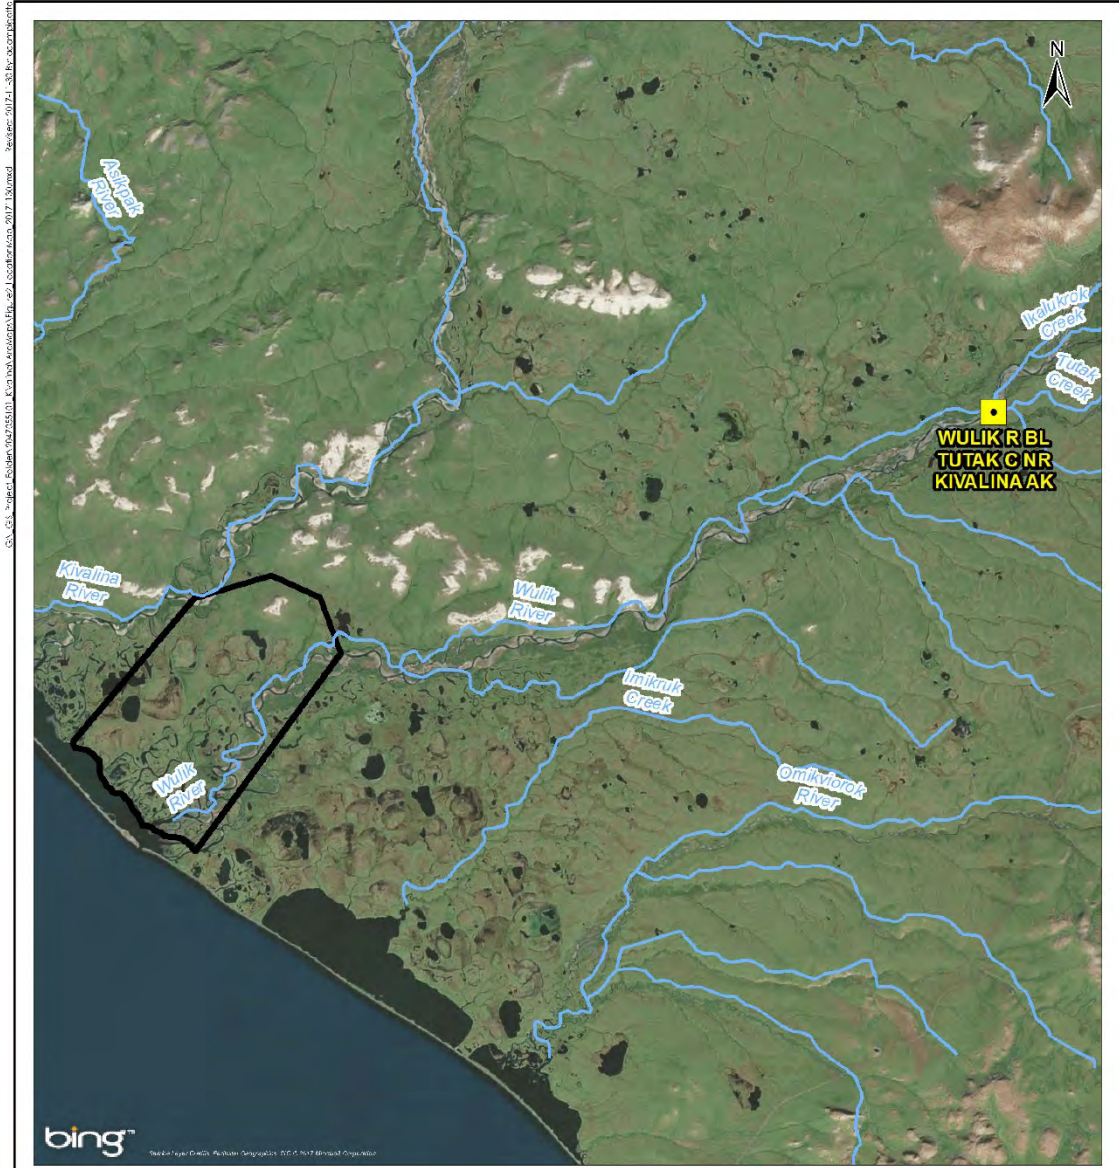 N
Asikpak
River
Ikalukrok
Creek
Tutak
Creek
WULIK R BL
TUTAK C NR
KIVALINA AK
Kivalina
River
Wulik
River
Imikruk
Creek
Wulik
River
Omikviorok
River
bing™